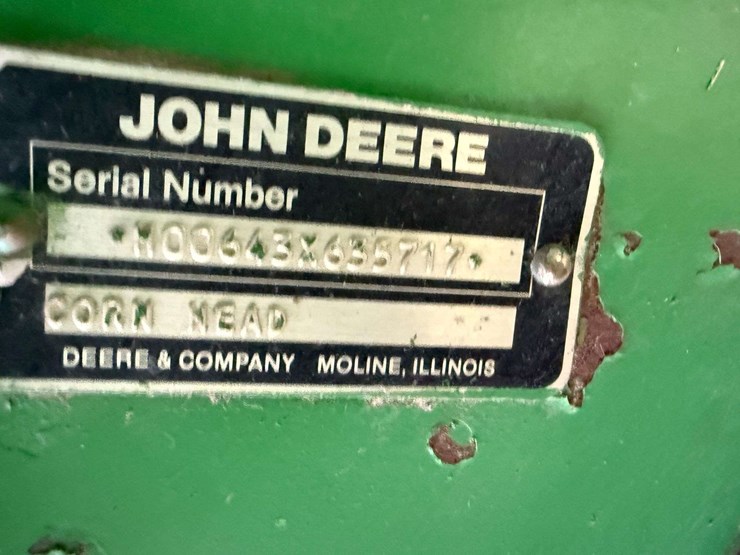 JOHN DEERE
Serial Number
*H00643X635717*
CORN HEAD
DEERE & COMPANY MOLINE, ILLINOIS